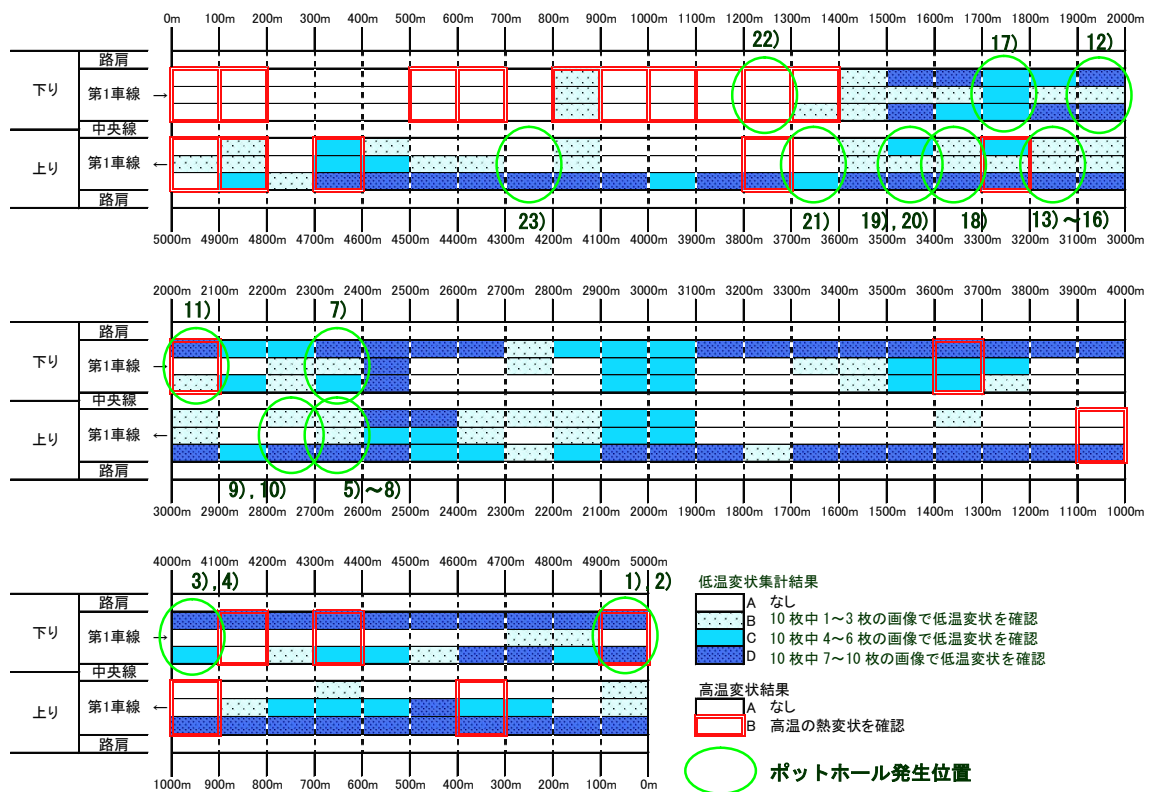 0m 100m 200m 300m 400m 500m 600m 700m 800m 900m 1000m 1100m 1200m 1300m 1400m 1500m 1600m 1700m 1800m 1900m 2000m
22) 17) 12)
路肩
下り 第1車線 →
中央線
上り 第1車線 ←
路肩
23) 21) 19),20) 18) 13)～16)
5000m 4900m 4800m 4700m 4600m 4500m 4400m 4300m 4200m 4100m 4000m 3900m 3800m 3700m 3600m 3500m 3400m 3300m 3200m 3100m 3000m
2000m 2100m 2200m 2300m 2400m 2500m 2600m 2700m 2800m 2900m 3000m 3100m 3200m 3300m 3400m 3500m 3600m 3700m 3800m 3900m 4000m
11) 7)
路肩
下り 第1車線 →
中央線
上り 第1車線 ←
路肩
9),10) 5)～8)
3000m 2900m 2800m 2700m 2600m 2500m 2400m 2300m 2200m 2100m 2000m 1900m 1800m 1700m 1600m 1500m 1400m 1300m 1200m 1100m 1000m
4000m 4100m 4200m 4300m 4400m 4500m 4600m 4700m 4800m 4900m 5000m
3),4) 1),2)
路肩
下り 第1車線 →
中央線
上り 第1車線 ←
路肩
1000m 900m 800m 700m 600m 500m 400m 300m 200m 100m 0m
低温変状集計結果
A なし
B 10枚中1～3枚の画像で低温変状を確認
C 10枚中4～6枚の画像で低温変状を確認
D 10枚中7～10枚の画像で低温変状を確認
高温変状結果
A なし
B 高温の熱変状を確認
ポットホール発生位置